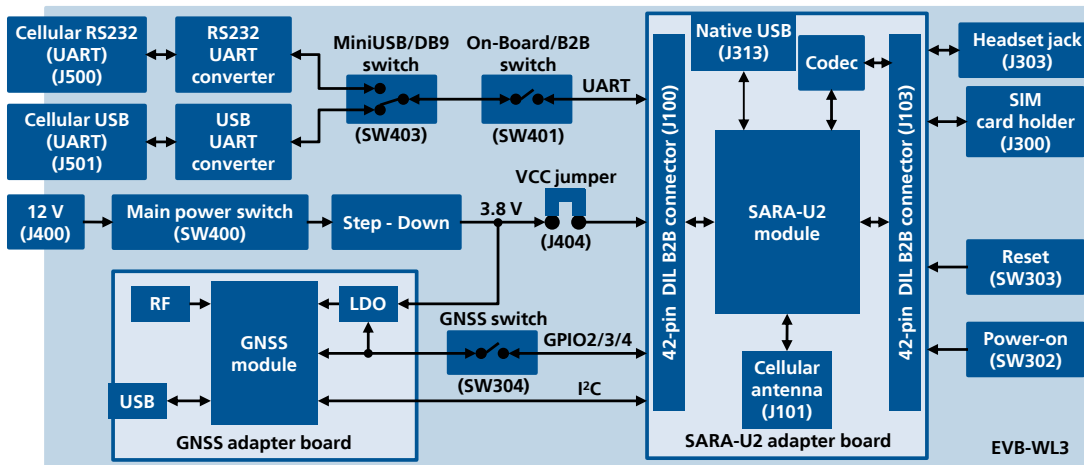 Cellular RS232
(UART)
(J500)
RS232
UART
converter
MiniUSB/DB9
switch
(SW403)
On-Board/B2B
switch
(SW401)
UART
Cellular USB
(UART)
(J501)
USB
UART
converter
12 V
(J400)
Main power switch
(SW400)
Step - Down
3.8 V
VCC jumper
(J404)
RF
GNSS
module
LDO
USB
GNSS adapter board
GNSS switch
(SW304)
GPIO2/3/4
I²C
42-pin DIL B2B connector (J100)
Native USB
(J313)
Codec
SARA-U2
module
Cellular
antenna
(J101)
42-pin DIL B2B connector (J103)
SARA-U2 adapter board
Headset jack
(J303)
SIM
card holder
(J300)
Reset
(SW303)
Power-on
(SW302)
EVB-WL3